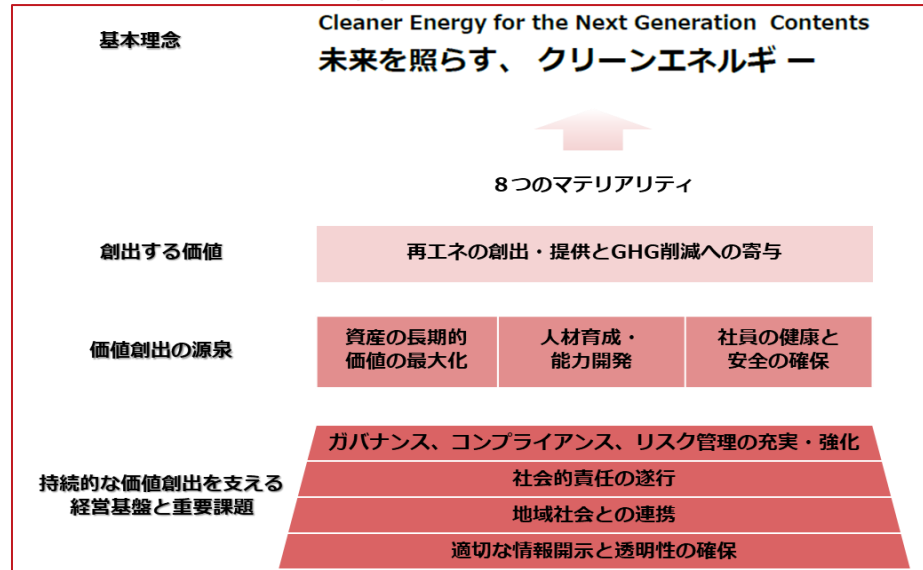 基本理念
Cleaner Energy for the Next Generation Contents
未来を照らす、 クリーンエネルギ ー
8つのマテリアリティ
創出する価値
再エネの創出・提供とGHG削減への寄与
価値創出の源泉
資産の長期的
価値の最大化
人材育成・
能力開発
社員の健康と
安全の確保
持続的な価値創出を支える
経営基盤と重要課題
ガバナンス、コンプライアンス、リスク管理の充実・強化
社会的責任の遂行
地域社会との連携
適切な情報開示と透明性の確保